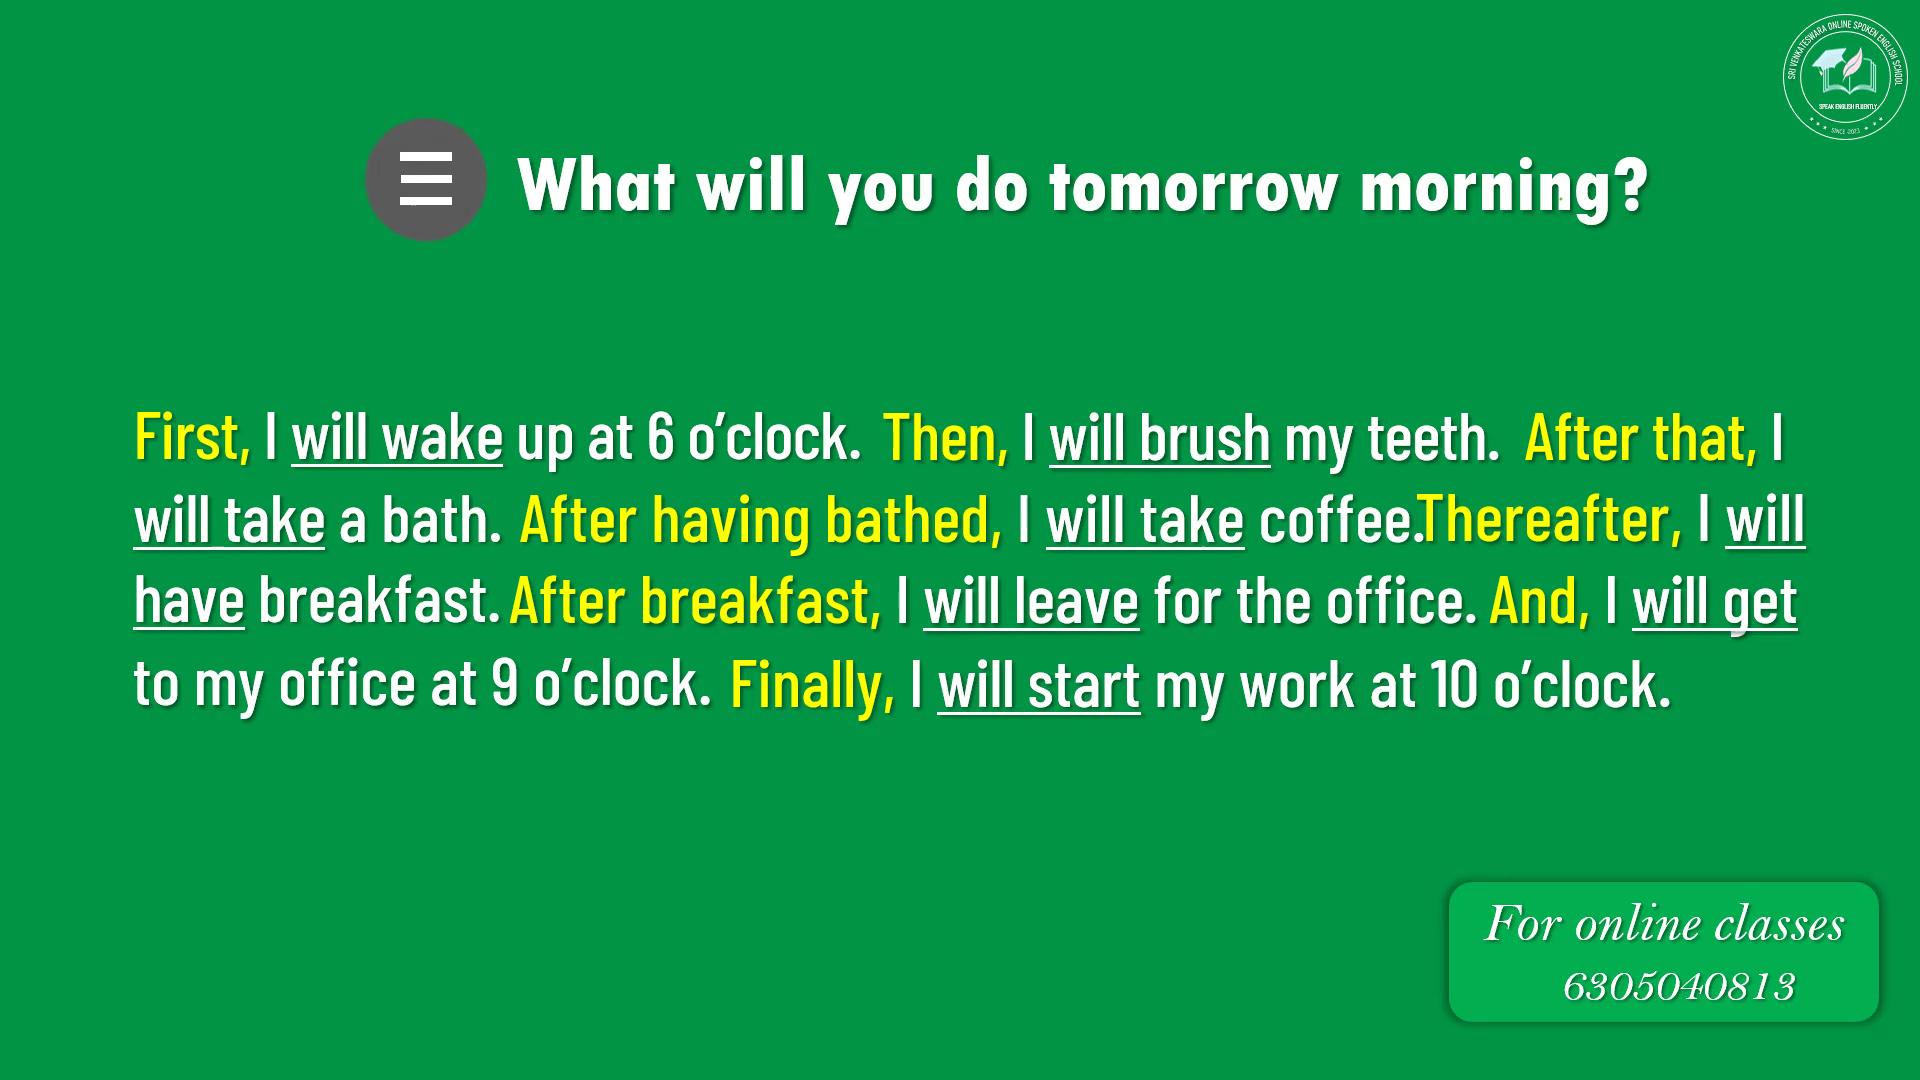 SRI VENKATESWARA ONLINE SPOKEN ENGLISH SCHOOL
SPEAK ENGLISH FLUENTLY
SINCE 2023
What will you do tomorrow morning?
First, I will wake up at 6 o’clock. Then, I will brush my teeth. After that, I
will take a bath. After having bathed, I will take coffee.Thereafter, I will
have breakfast. After breakfast, I will leave for the office. And, I will get
to my office at 9 o’clock. Finally, I will start my work at 10 o’clock.
For online classes
6305040813